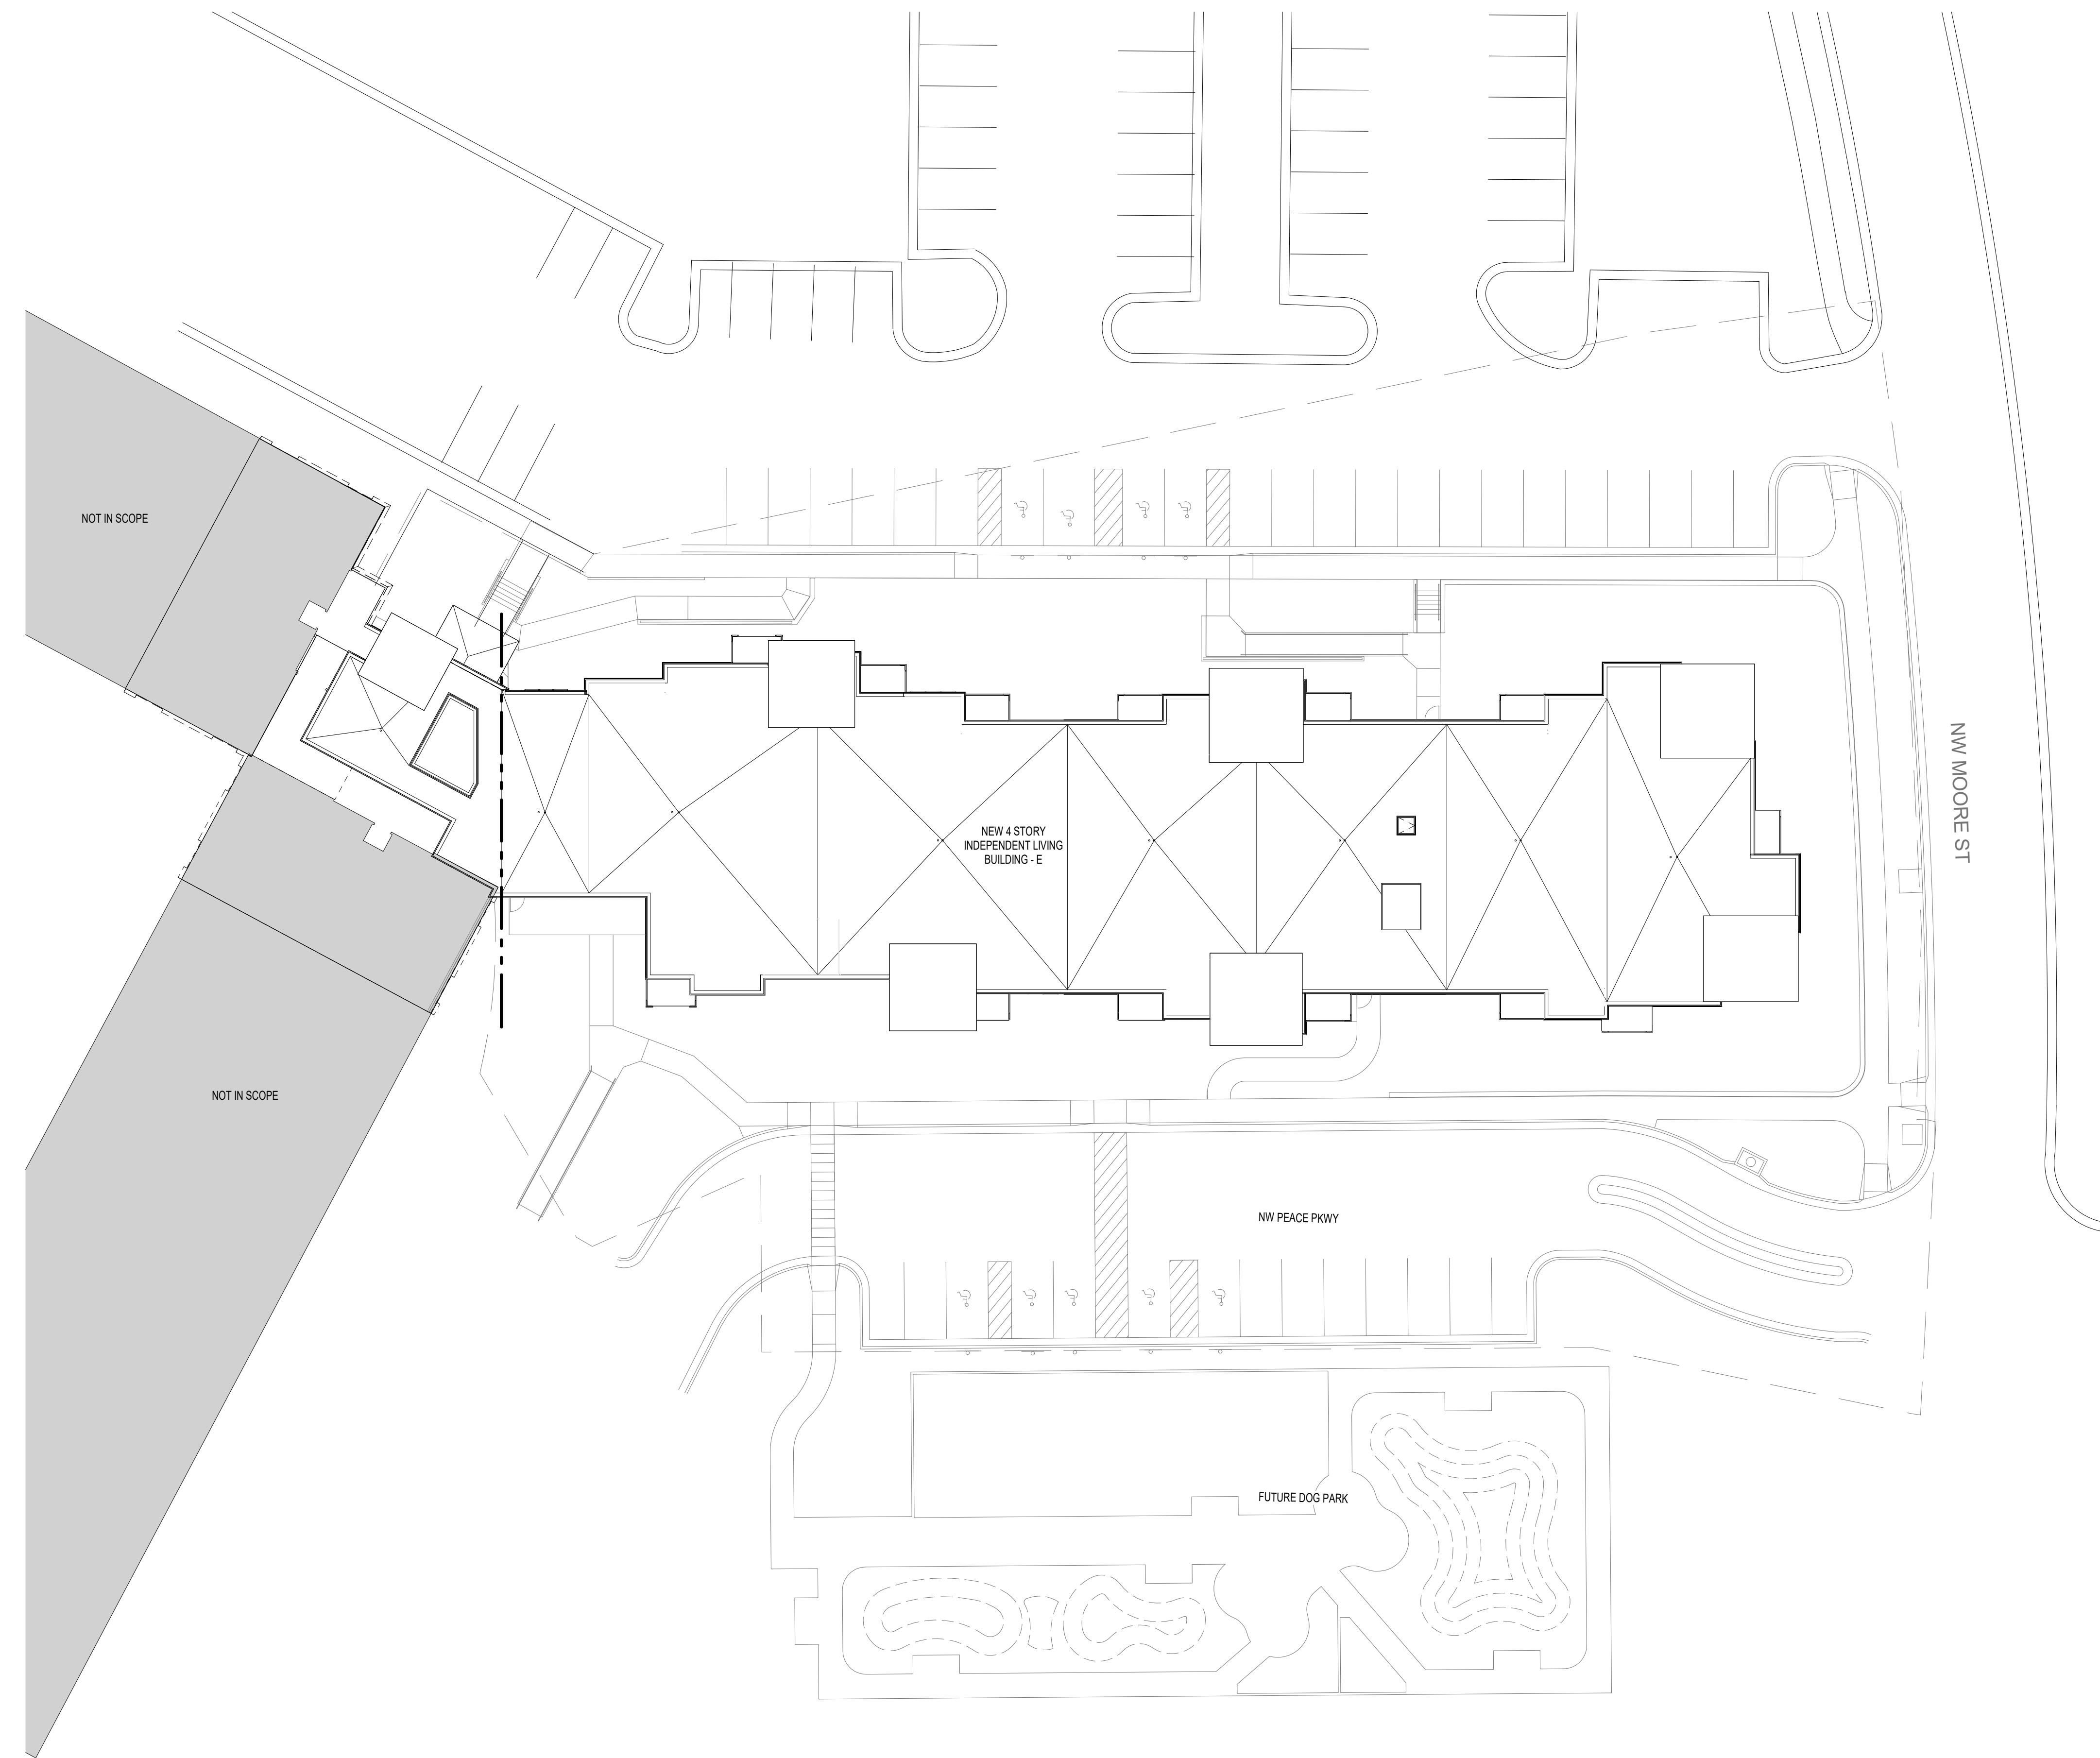 NOT IN SCOPE
NW MOORE ST
NEW 4 STORY
INDEPENDENT LIVING
BUILDING - E
NOT IN SCOPE
NW PEACE PKWY
FUTURE DOG PARK